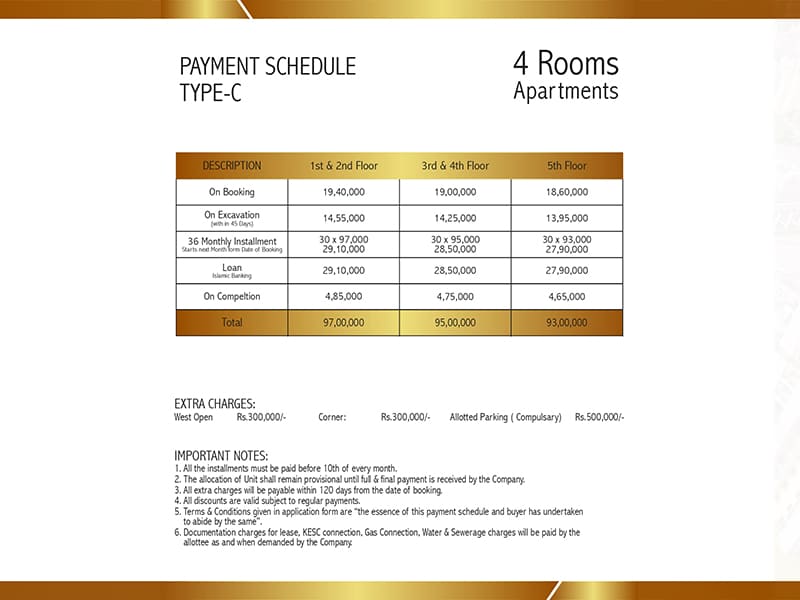 PAYMENT SCHEDULE
TYPE-C
4 Rooms
Apartments
DESCRIPTION 1st & 2nd Floor 3rd & 4th Floor 5th Floor
On Booking 19,40,000 19,00,000 18,60,000
On Excavation 14,55,000 14,25,000 13,95,000
(with in 45 Days)
36 Monthly Installment 30 x 97,000 30 x 95,000 30 x 93,000
Starts next Month form Date of Booking 29,10,000 28,50,000 27,90,000
Loan 29,10,000 28,50,000 27,90,000
Islamic Banking
On Compeltion 4,85,000 4,75,000 4,65,000
Total 97,00,000 95,00,000 93,00,000
EXTRA CHARGES:
West Open Rs.300,000/- Corner: Rs.300,000/- Allotted Parking ( Compulsary) Rs.500,000/-
IMPORTANT NOTES:
1. All the installments must be paid before 10th of every month.
2. The allocation of Unit shall remain provisional until full & final payment is received by the Company.
3. All extra charges will be payable within 120 days from the date of booking.
4. All discounts are valid subject to regular payments.
5. Terms & Conditions given in application form are “the essence of this payment schedule and buyer has undertaken
to abide by the same”.
6. Documentation charges for lease, KESC connection, Gas Connection, Water & Sewerage charges will be paid by the
allottee as and when demanded by the Company.